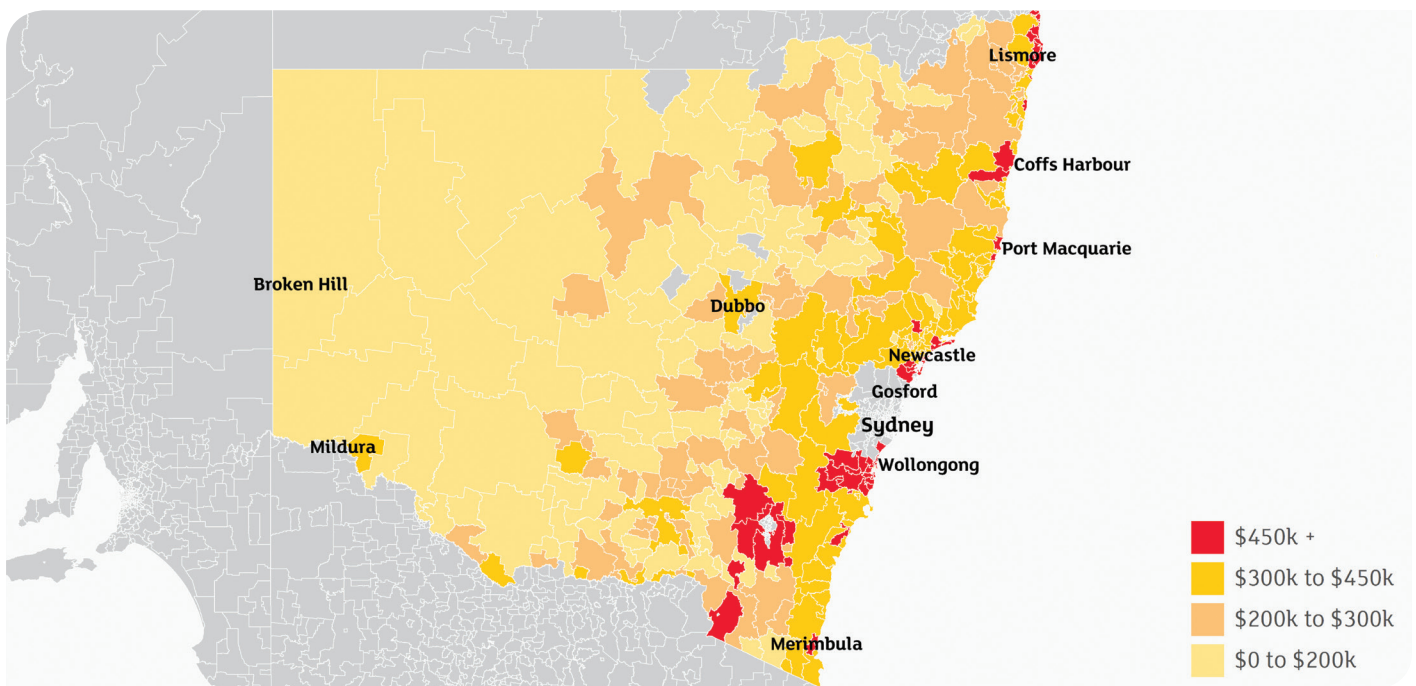 Lismore
Coffs Harbour
Port Macquarie
Broken Hill
Dubbo
Newcastle
Gosford
Sydney
Mildura
Wollongong
Merimbula
$450k +
$300k to $450k
$200k to $300k
$0 to $200k